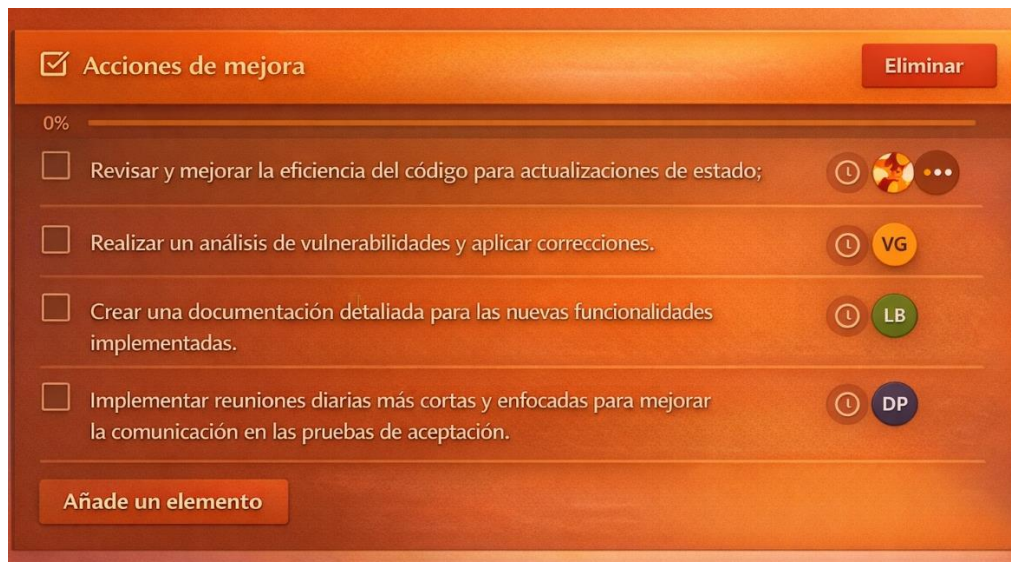 Acciones de mejora
Eliminar
0%
Revisar y mejorar la eficiencia del código para actualizaciones de estado;
Realizar un análisis de vulnerabilidades y aplicar correcciones.
VG
Crear una documentación detaliada para las nuevas funcionalidades
implementadas.
LB
Implementar reuniones diarias más cortas y enfocadas para mejorar
la comunicación en las pruebas de aceptación.
DP
Añade un elemento